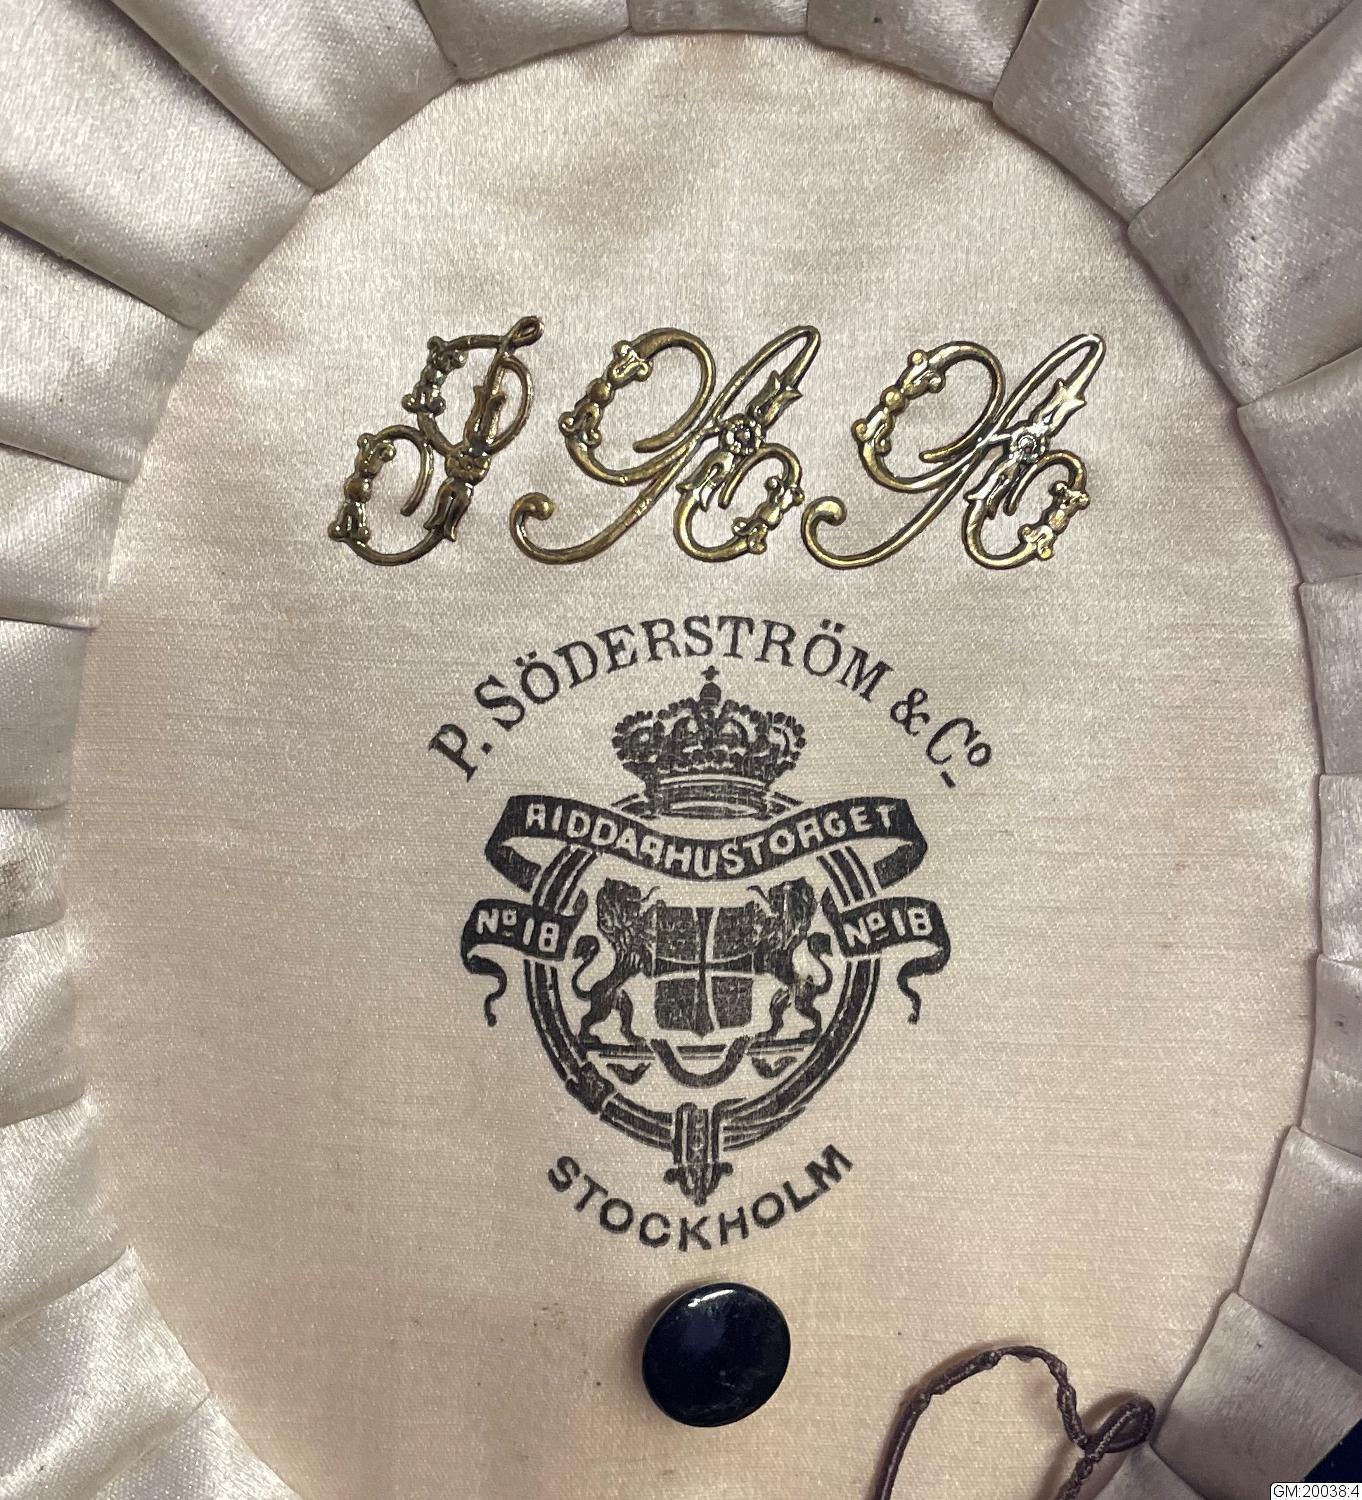 J A A
P. SÖDERSTRÖM & Cº
RIDDARHUSTORGET
Nº 18 Nº 18
STOCKHOLM
GM:20038:4